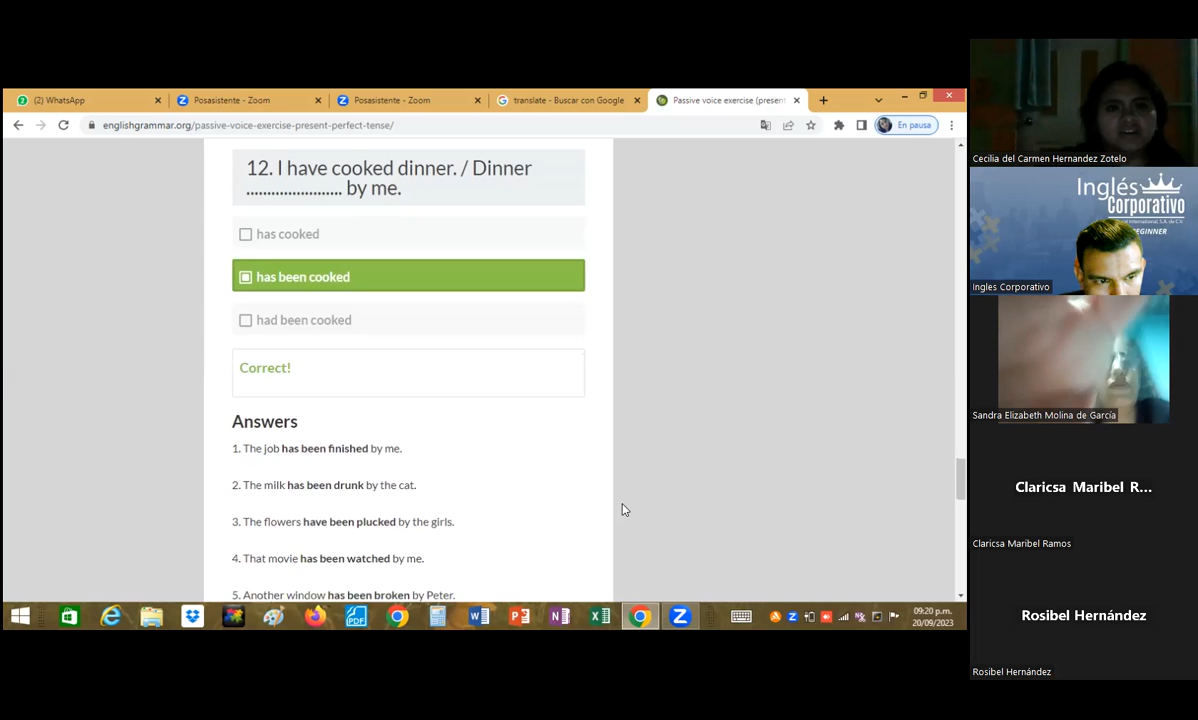 (2) WhatsApp
Posasistente - Zoom
Posasistente - Zoom
translate - Buscar con Google
Passive voice exercise (present
englishgrammar.org/passive-voice-exercise-present-perfect-tense/
En pausa
12. I have cooked dinner. / Dinner
....................... by me.
has cooked
has been cooked
had been cooked
Correct!
Answers
1. The job has been finished by me.
2. The milk has been drunk by the cat.
3. The flowers have been plucked by the girls.
4. That movie has been watched by me.
5. Another window has been broken by Peter.
09:20 p.m.
20/09/2023
Cecilia del Carmen Hernandez Zotelo
Inglés
Corporativo
International, S.A. de C.V.
Ingles Corporativo
Sandra Elizabeth Molina de García
Claricsa Maribel R...
Claricsa Maribel Ramos
Rosibel Hernández
Rosibel Hernández